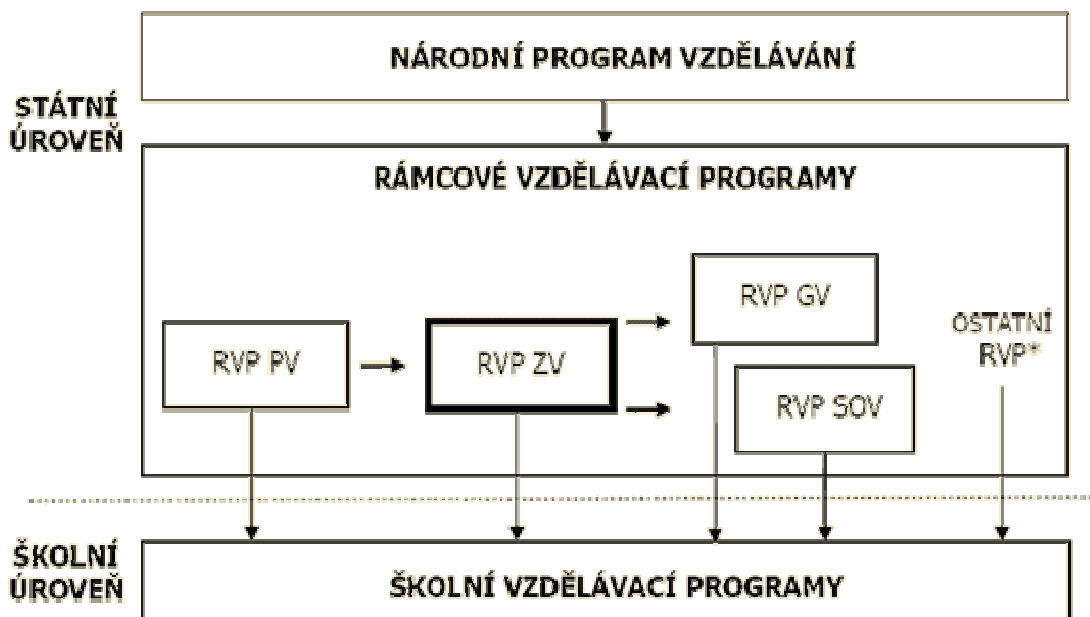 NÁRODNÍ PROGRAM VZDĚLÁVÁNÍ
STÁTNÍ
ÚROVEŇ
RÁMCOVÉ VZDĚLÁVACÍ PROGRAMY
RVP GV
OSTATNÍ
RVP*
RVP PV
RVP ZV
RVP SOV
ŠKOLNÍ
ÚROVEŇ
ŠKOLNÍ VZDĚLÁVACÍ PROGRAMY